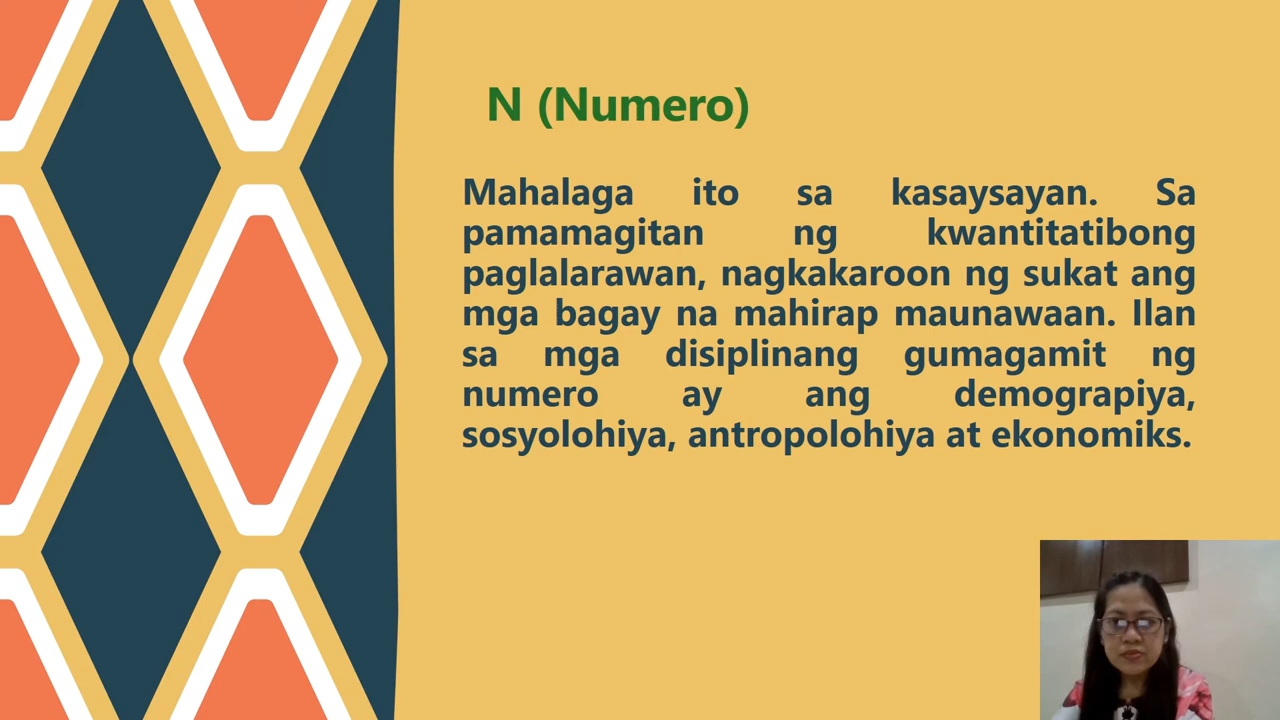 N (Numero)
Mahalaga ito sa kasaysayan. Sa
pamamagitan ng kwantitatibong
paglalarawan, nagkakaroon ng sukat ang
mga bagay na mahirap maunawaan. Ilan
sa mga disiplinang gumagamit ng
numero ay ang demograpiya,
sosyolohiya, antropolohiya at ekonomiks.